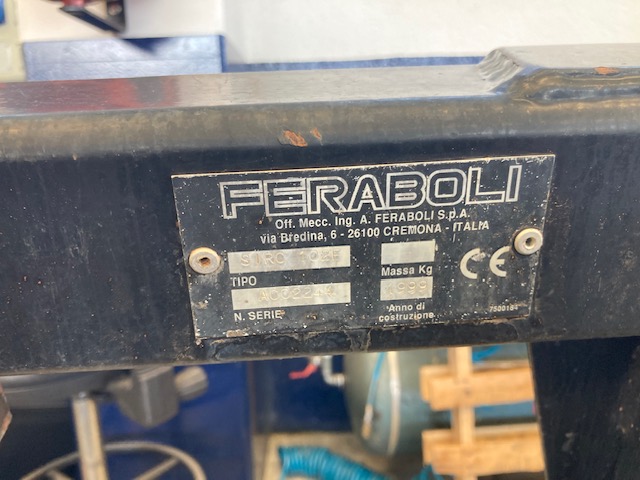 FERABOLI
Off. Mecc. Ing. A. FERABOLI S.p.A.
via Bredina, 6 - 26100 CREMONA - ITALIA
TIPO
Massa Kg
CE
N. SERIE
1999
Anno di
costruzione